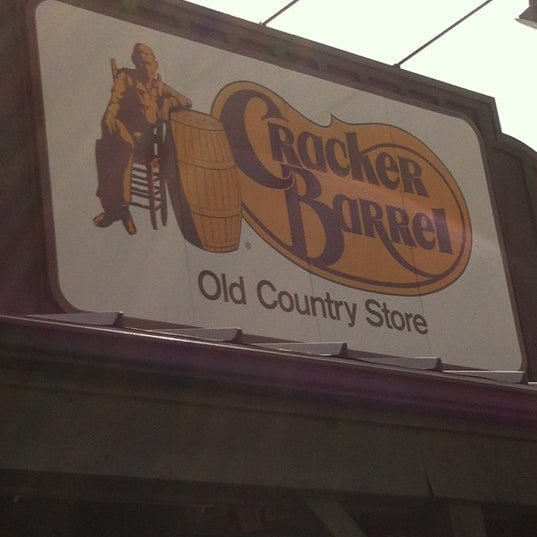 Cracker
Barrel
®
Old Country Store